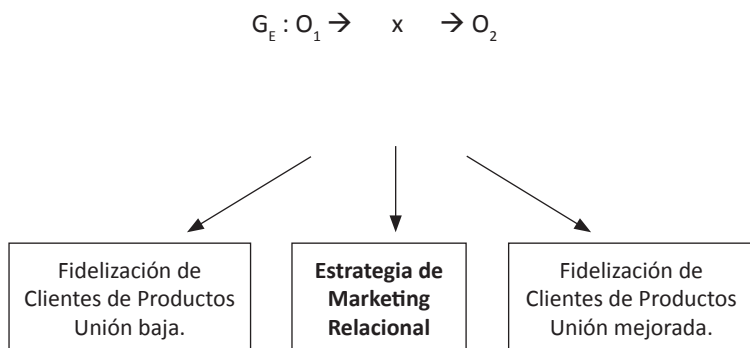 G_E : O_1 → x → O_2
Fidelización de
Clientes de Productos
Unión baja.
Estrategia de
Marketing
Relacional
Fidelización de
Clientes de Productos
Unión mejorada.